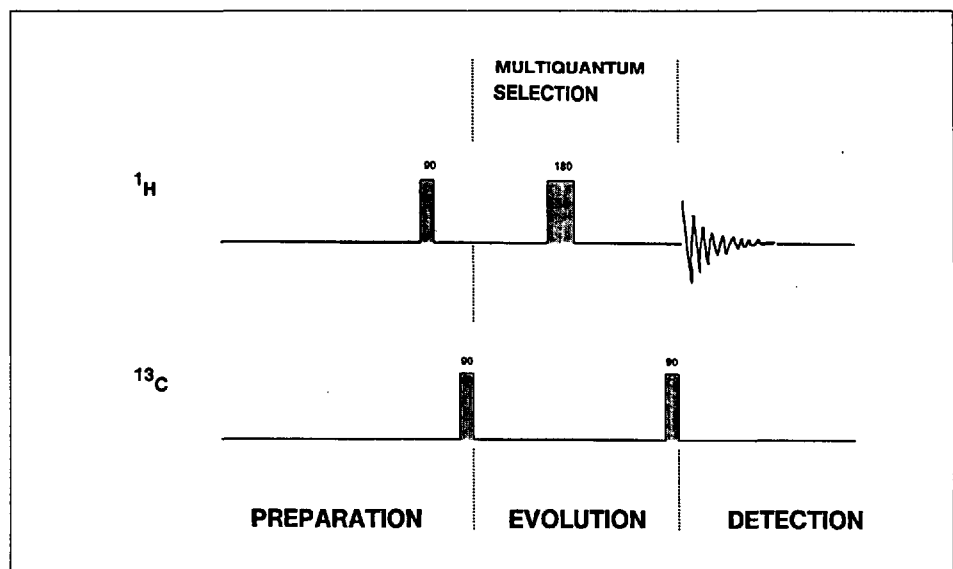 MULTIQUANTUM
SELECTION
90
180
1H
90
90
13C
PREPARATION EVOLUTION DETECTION